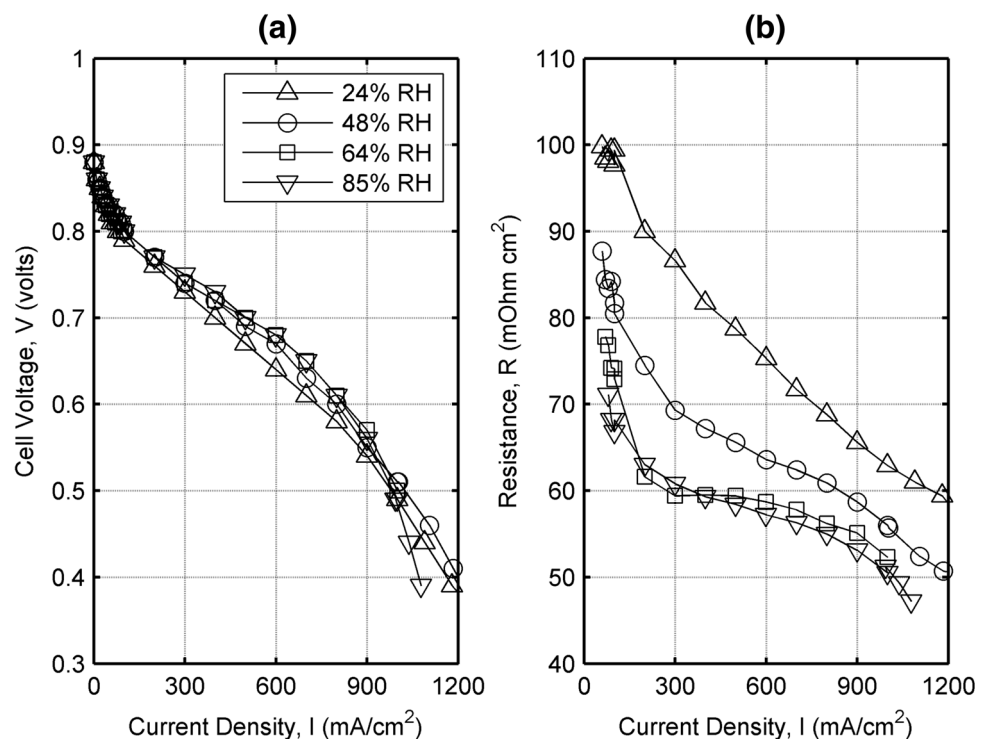 (a)
1
0.9
0.8
0.7
0.6
0.5
0.4
0.3
0 300 600 900 1200
Cell Voltage, V (volts)
Current Density, I (mA/cm²)
24% RH
48% RH
64% RH
85% RH
(b)
110
100
90
80
70
60
50
40
0 300 600 900 1200
Resistance, R (mOhm cm²)
Current Density, I (mA/cm²)